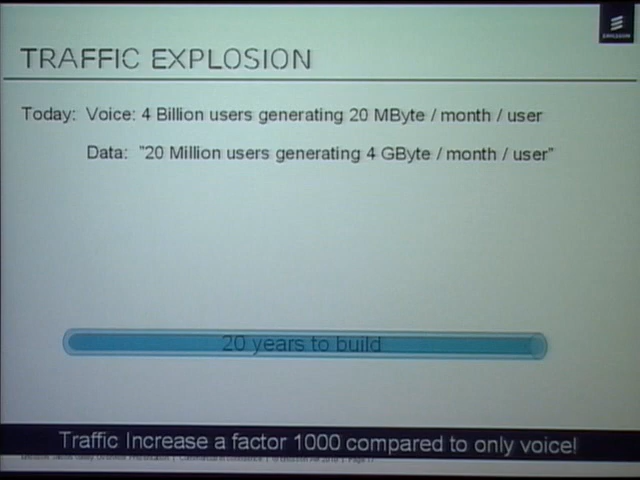 ERICSSON
TRAFFIC EXPLOSION
Today: Voice: 4 Billion users generating 20 MByte / month / user
Data: "20 Million users generating 4 GByte / month / user"
20 years to build
Traffic Increase a factor 1000 compared to only voice!